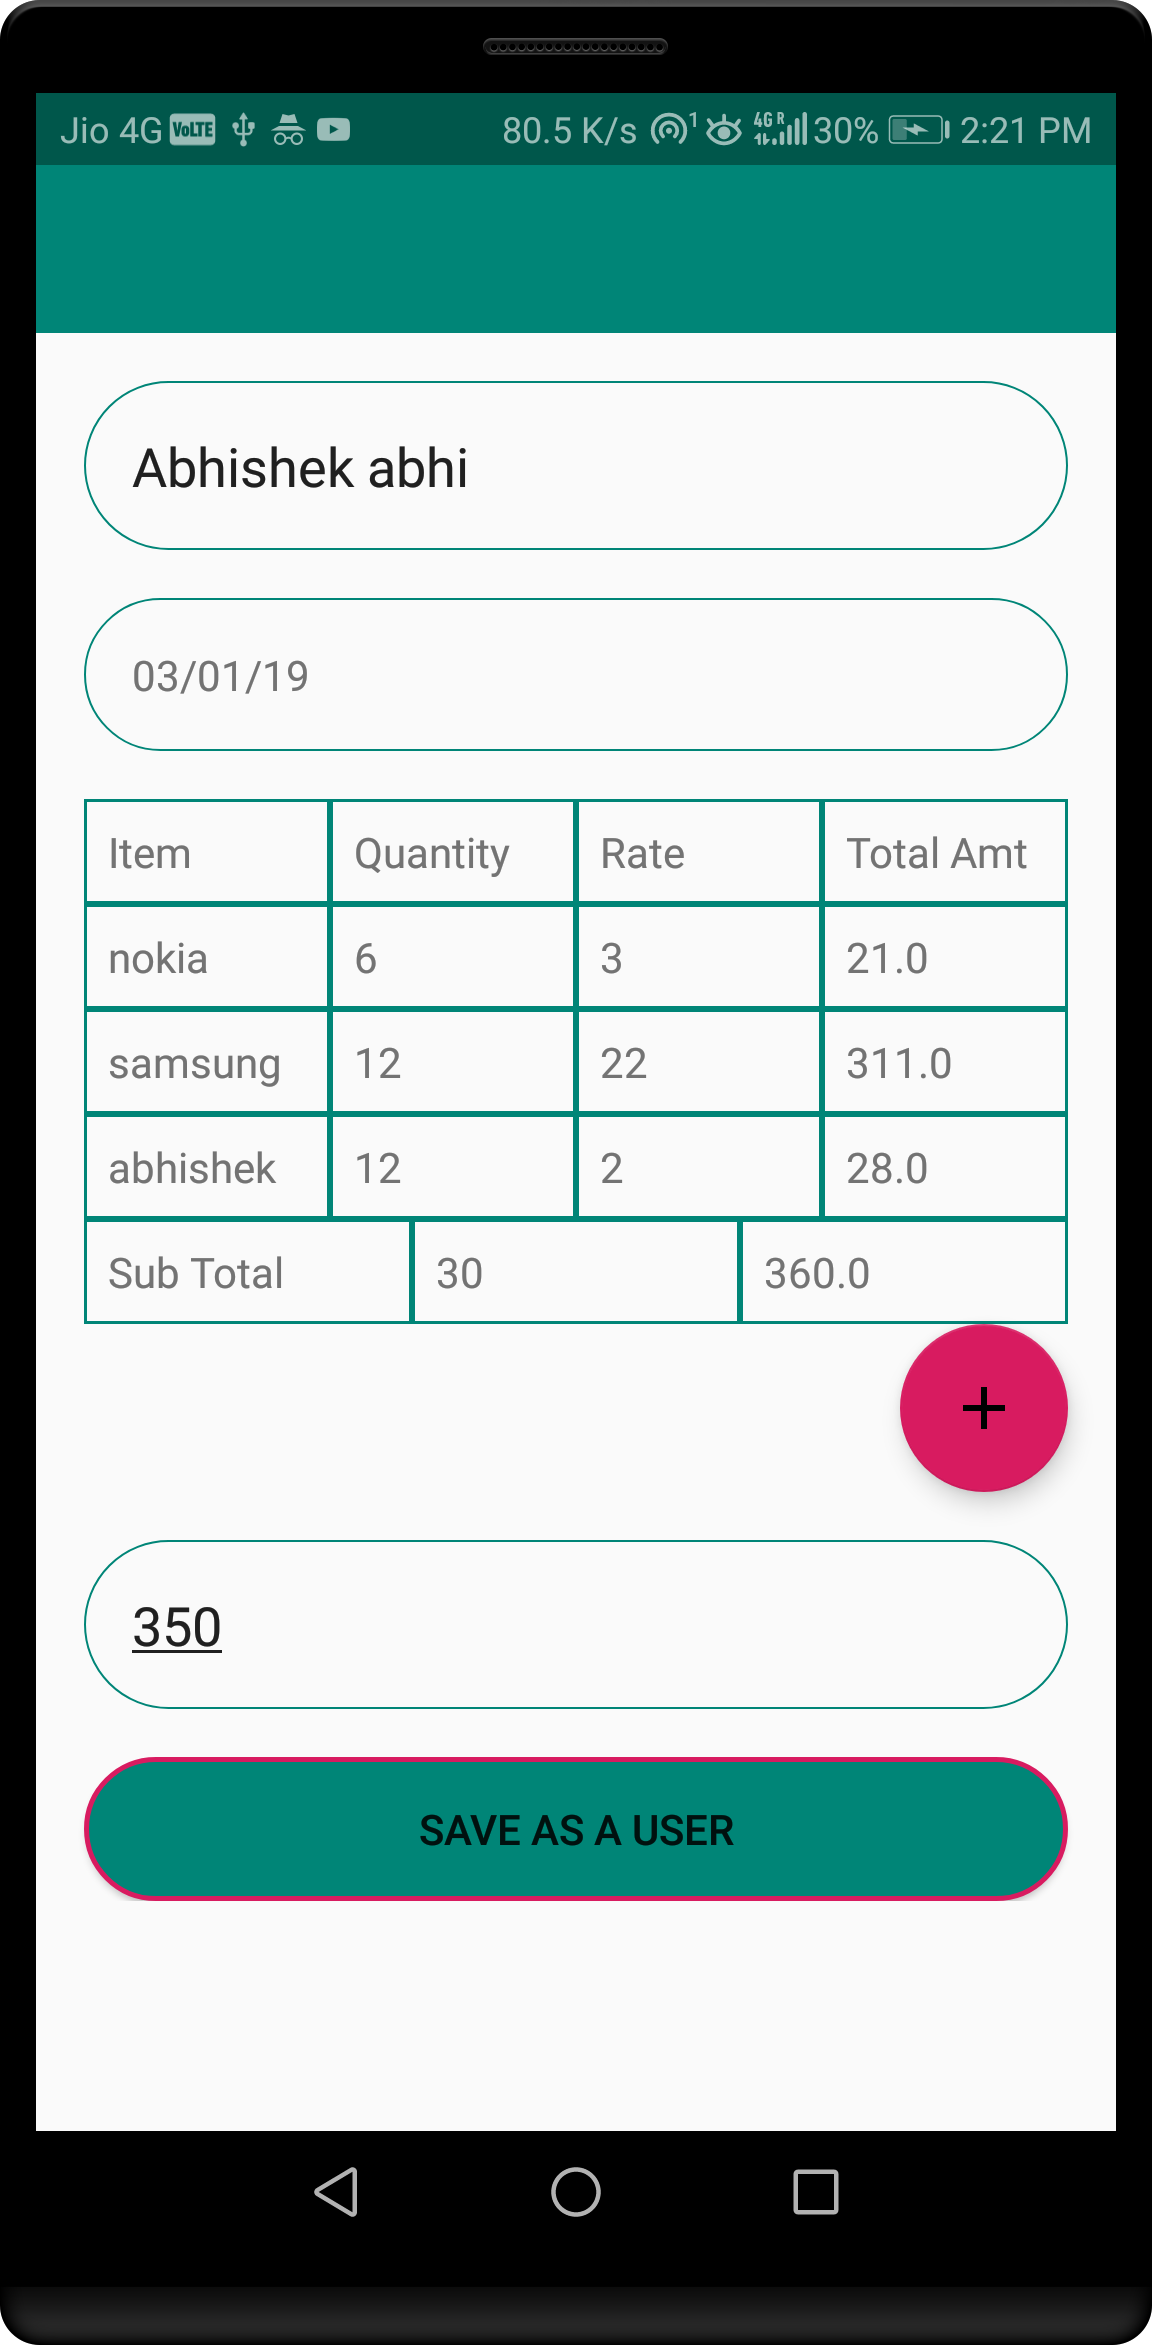 Jio 4G VoLTE 80.5 K/s 1 4G R 30% 2:21 PM
Abhishek abhi
03/01/19
Item Quantity Rate Total Amt
nokia 6 3 21.0
samsung 12 22 311.0
abhishek 12 2 28.0
Sub Total 30 360.0
350
SAVE AS A USER